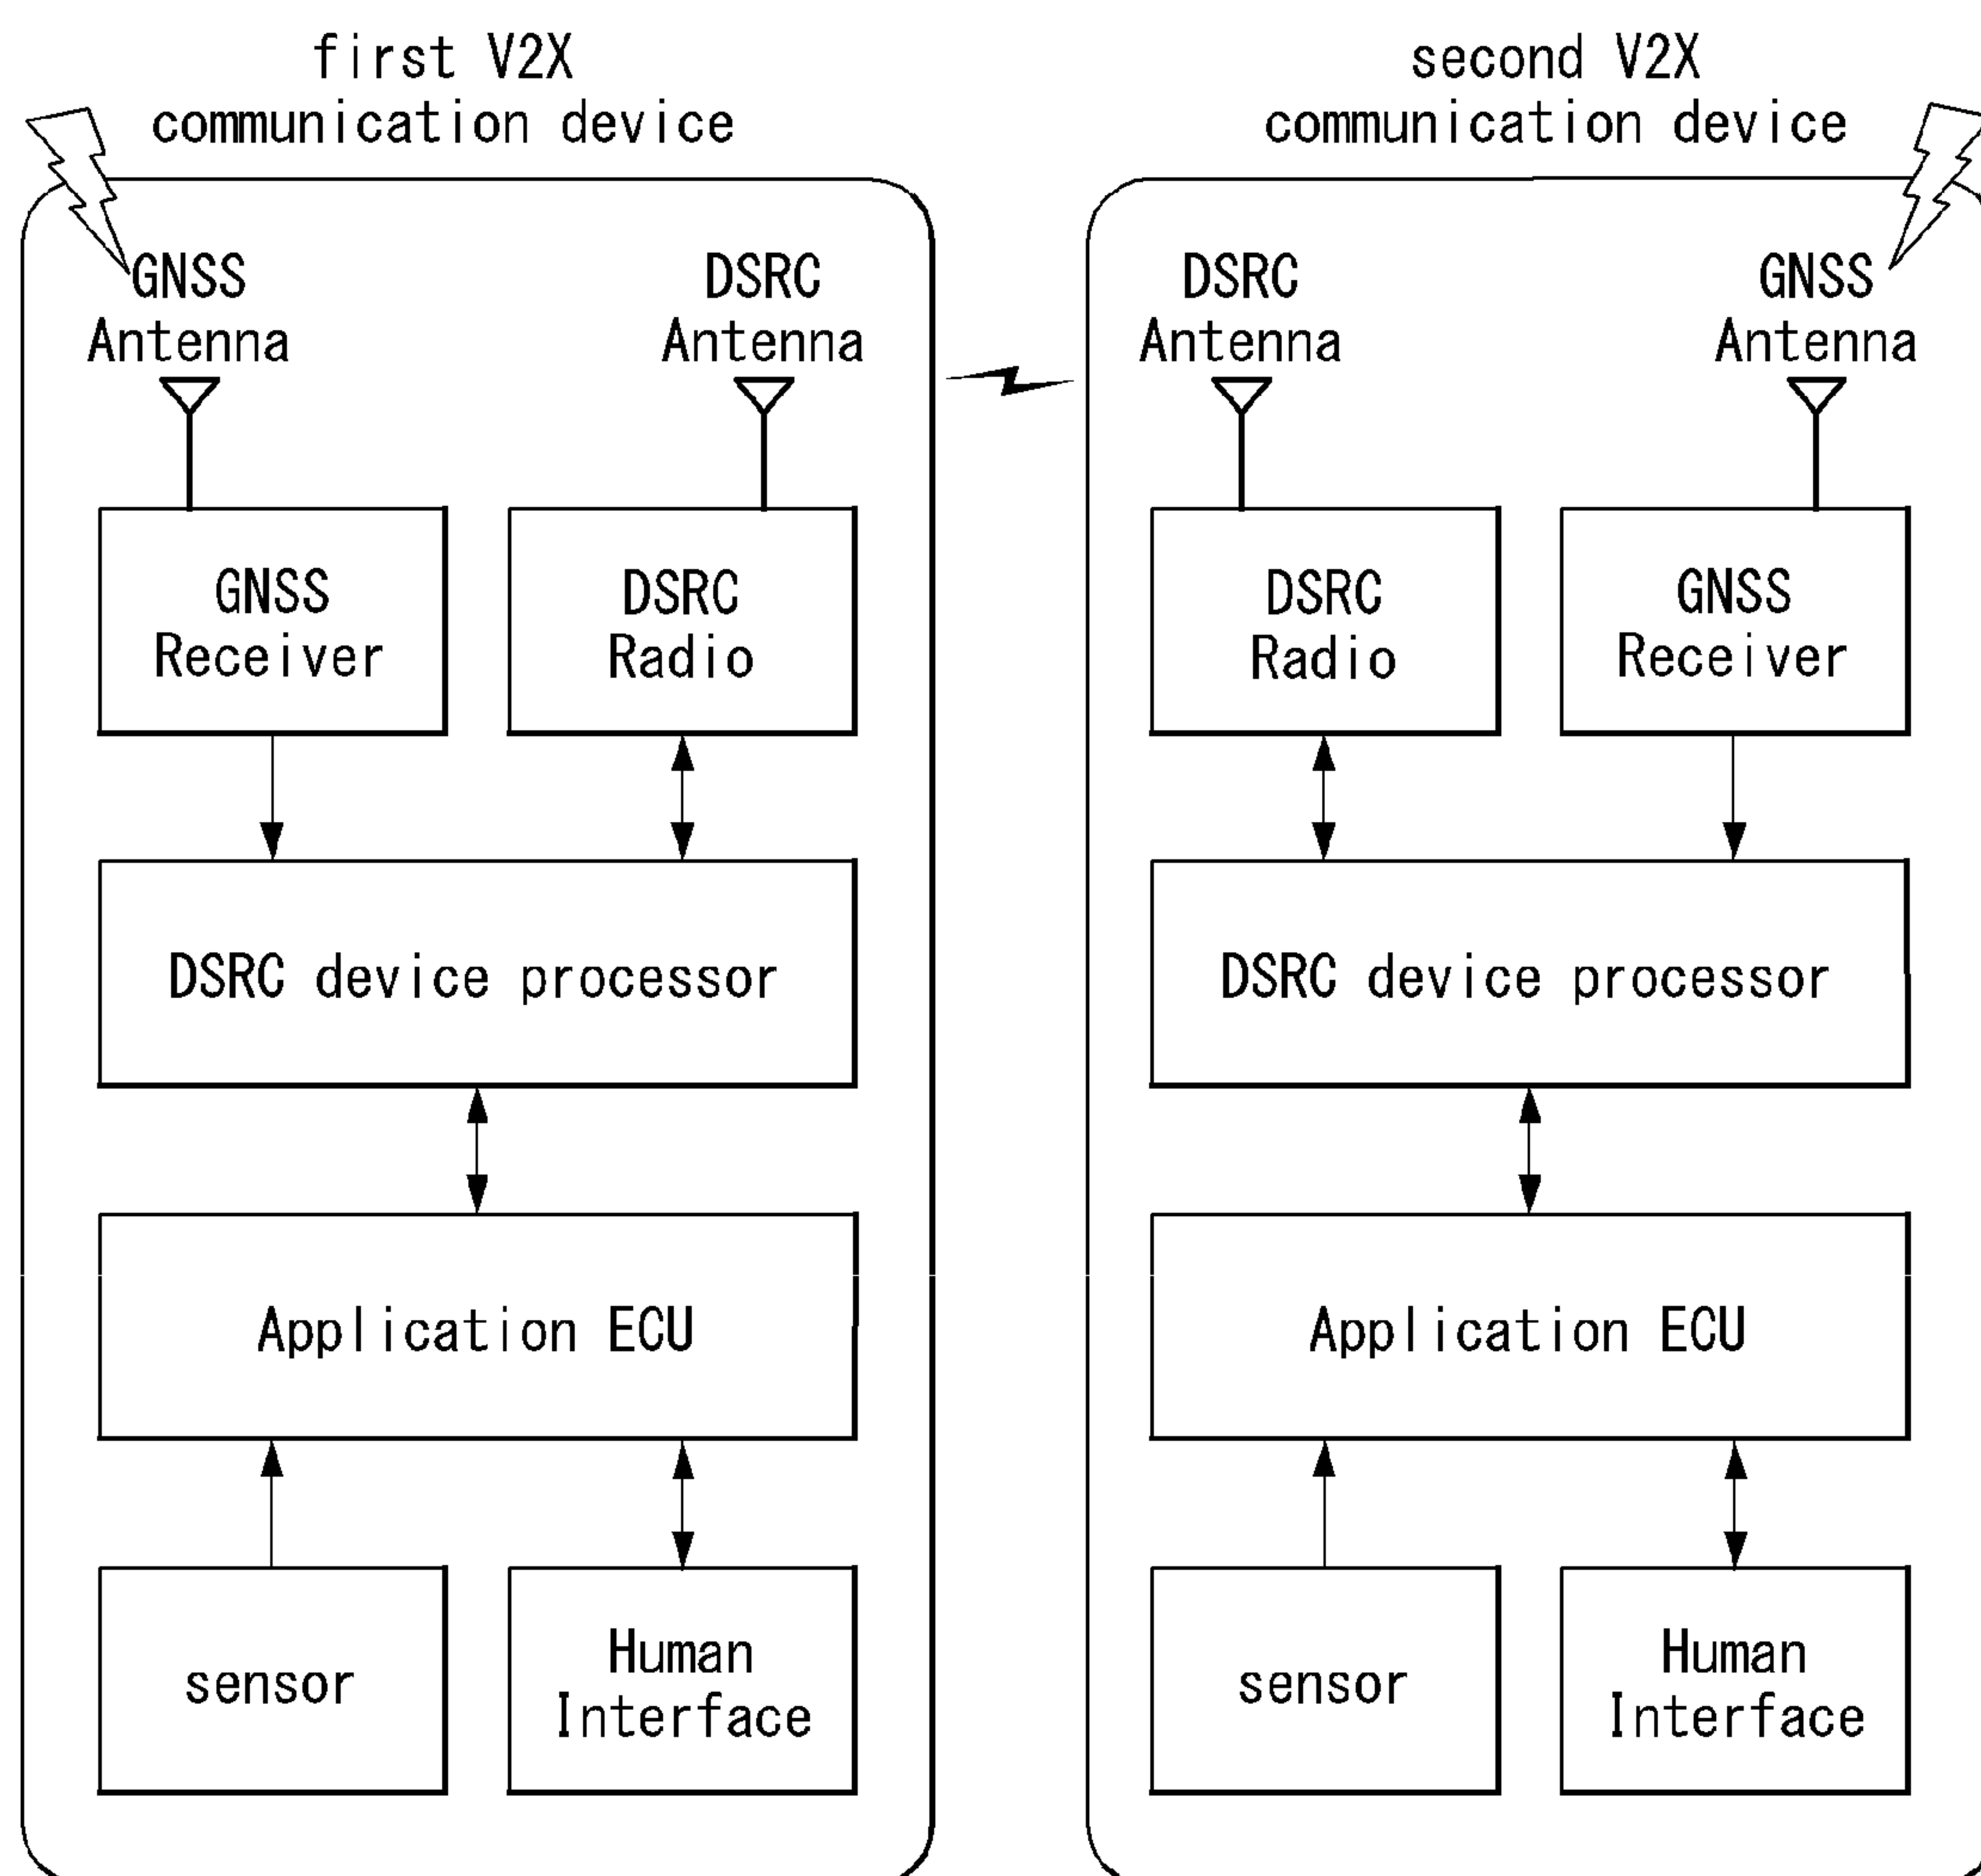 first V2X
communication device
GNSS
Antenna
DSRC
Antenna
GNSS
Receiver
DSRC
Radio
DSRC device processor
Application ECU
sensor
Human
Interface
second V2X
communication device
DSRC
Antenna
GNSS
Antenna
DSRC
Radio
GNSS
Receiver
DSRC device processor
Application ECU
sensor
Human
Interface